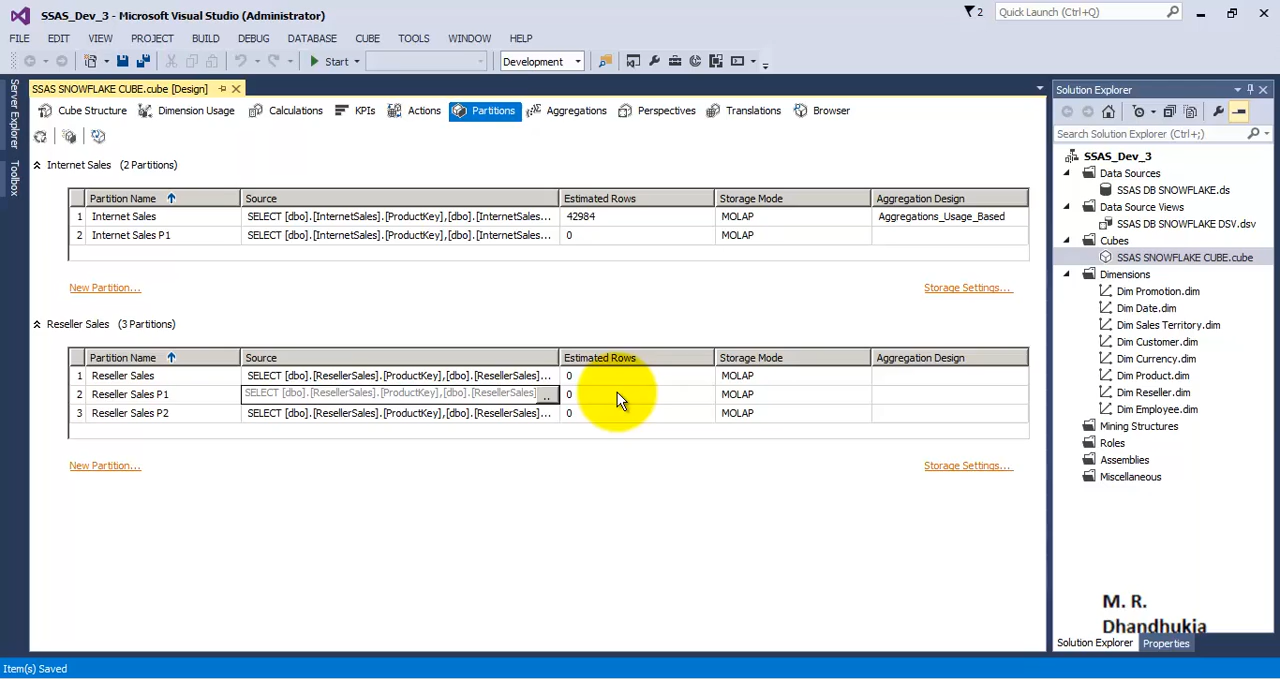 SSAS_Dev_3 - Microsoft Visual Studio (Administrator)
2
Quick Launch (Ctrl+Q)
FILE EDIT VIEW PROJECT BUILD DEBUG DATABASE CUBE TOOLS WINDOW HELP
Start Development
SSAS SNOWFLAKE CUBE.cube [Design]
Cube Structure Dimension Usage Calculations KPIs Actions Partitions Aggregations Perspectives Translations Browser
Server Explorer
Toolbox
Internet Sales (2 Partitions)
Partition Name Source Estimated Rows Storage Mode Aggregation Design
1 Internet Sales SELECT [dbo].[InternetSales].[ProductKey],[dbo].[InternetSales... 42984 MOLAP Aggregations_Usage_Based
2 Internet Sales P1 SELECT [dbo].[InternetSales].[ProductKey],[dbo].[InternetSales... 0 MOLAP
New Partition... Storage Settings...
Reseller Sales (3 Partitions)
Partition Name Source Estimated Rows Storage Mode Aggregation Design
1 Reseller Sales SELECT [dbo].[ResellerSales].[ProductKey],[dbo].[ResellerSales]... 0 MOLAP
2 Reseller Sales P1 SELECT [dbo].[ResellerSales].[ProductKey],[dbo].[ResellerSales] .. 0 MOLAP
3 Reseller Sales P2 SELECT [dbo].[ResellerSales].[ProductKey],[dbo].[ResellerSales]... 0 MOLAP
New Partition... Storage Settings...
Solution Explorer
Search Solution Explorer (Ctrl+;)
SSAS_Dev_3
Data Sources
SSAS DB SNOWFLAKE.ds
Data Source Views
SSAS DB SNOWFLAKE DSV.dsv
Cubes
SSAS SNOWFLAKE CUBE.cube
Dimensions
Dim Promotion.dim
Dim Date.dim
Dim Sales Territory.dim
Dim Customer.dim
Dim Currency.dim
Dim Product.dim
Dim Reseller.dim
Dim Employee.dim
Mining Structures
Roles
Assemblies
Miscellaneous
M. R.
Dhandhukia
Solution Explorer Properties
Item(s) Saved